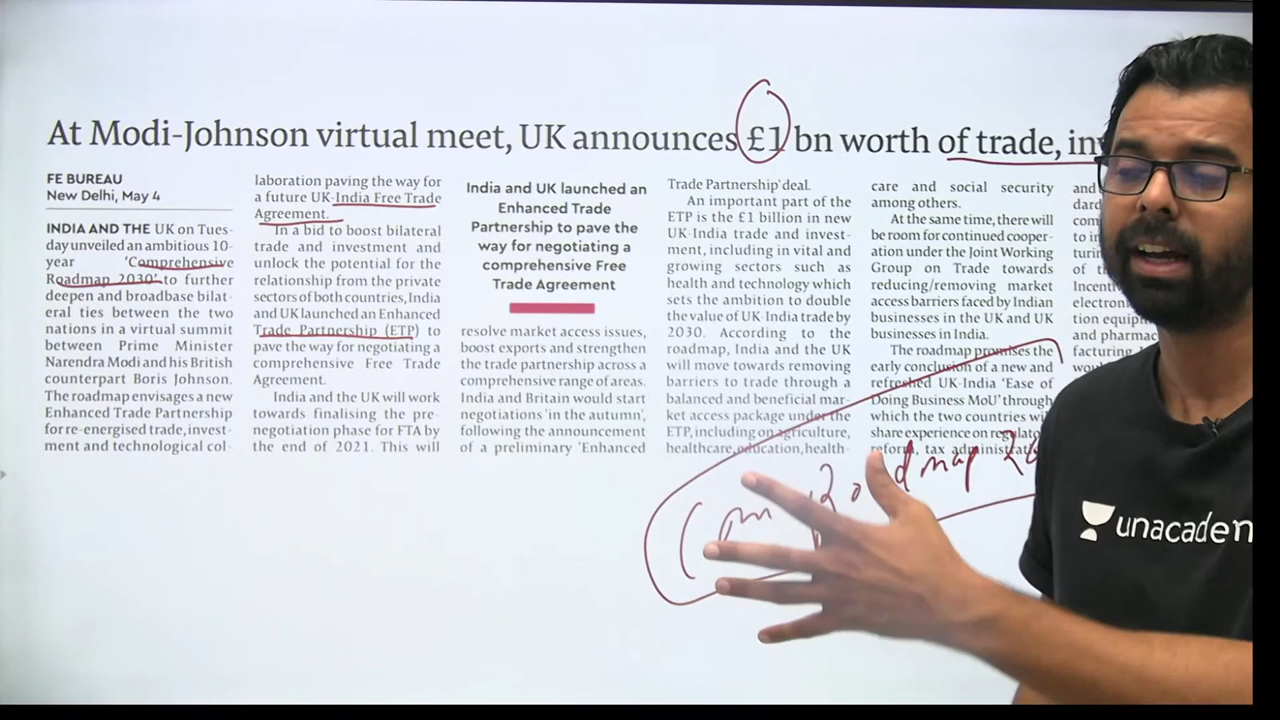 At Modi-Johnson virtual meet, UK announces £1 bn worth of trade,
FE BUREAU
New Delhi, May 4
INDIA AND THE UK on Tues-
day unveiled an ambitious 10-
year 'Comprehensive
Roadmap 2030' to further
deepen and broadbase bilat-
eral ties between the two
nations in a virtual summit
between Prime Minister
Narendra Modi and his British
counterpart Boris Johnson.
The roadmap envisages a new
Enhanced Trade Partnership
for re-energised trade, invest-
ment and technological col-
laboration paving the way for
a future UK-India Free Trade
Agreement.
In a bid to boost bilateral
trade and investment and
unlock the potential for the
relationship from the private
sectors of both countries, India
and UK launched an Enhanced
Trade Partnership (ETP) to
pave the way for negotiating a
comprehensive Free Trade
Agreement.
India and the UK will work
towards finalising the pre-
negotiation phase for FTA by
the end of 2021. This will
India and UK launched an
Enhanced Trade
Partnership to pave the
way for negotiating a
comprehensive Free
Trade Agreement
resolve market access issues,
boost exports and strengthen
the trade partnership across a
comprehensive range of areas.
India and Britain would start
negotiations 'in the autumn',
following the announcement
of a preliminary 'Enhanced
Trade Partnership' deal.
An important part of the
ETP is the £1 billion in new
UK-India trade and invest-
ment, including in vital and
growing sectors such as
health and technology which
sets the ambition to double
the value of UK-India trade by
2030. According to the
roadmap, India and the UK
will move towards removing
barriers to trade through a
balanced and beneficial mar-
ket access package under the
ETP, including on agriculture,
healthcare, education, health-
care and social security
among others.
At the same time, there will
be room for continued cooper-
ation under the Joint Working
Group on Trade towards
reducing/removing market
access barriers faced by Indian
businesses in the UK and UK
businesses in India.
The roadmap promises the
early conclusion of a new and
refreshed UK-India 'Ease of
Doing Business MoU' through
which the two countries
share experience on
reform, tax
and
of
electron
and pharmac
Roadmap
unacadem